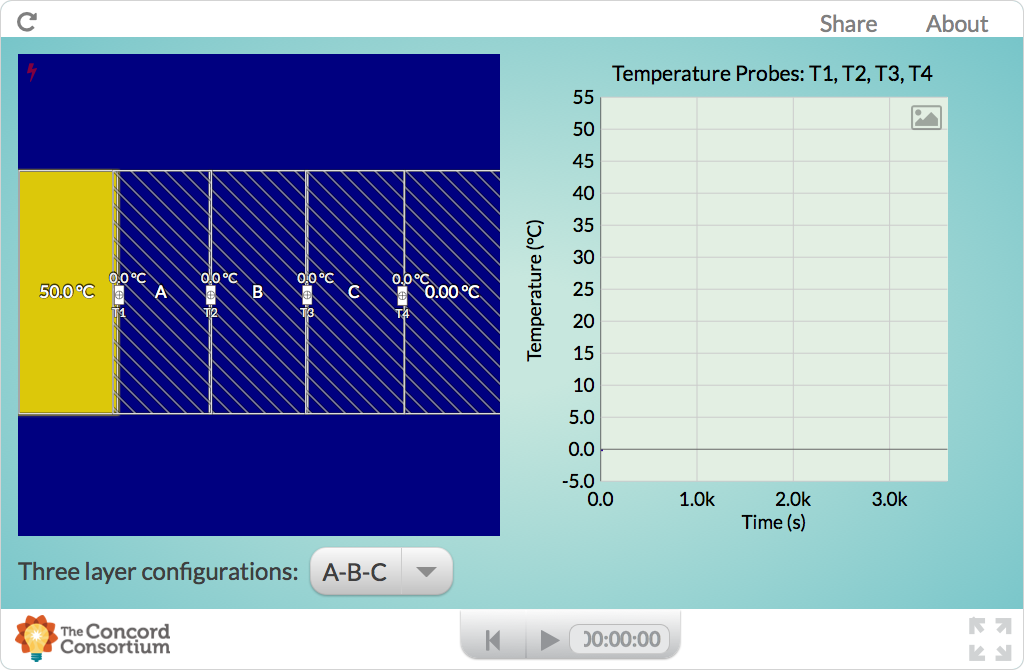 Share About
Temperature Probes: T1, T2, T3, T4
55
50
45
40
35
30
25
20
15
10
5.0
0.0
-5.0
Temperature (°C)
0.0 1.0k 2.0k 3.0k
Time (s)
0.0 °C 0.0 °C 0.0 °C 0.0 °C
50.0 °C A B C 0.00 °C
T1 T2 T3 T4
Three layer configurations: A-B-C
The Concord
Consortium
00:00:00